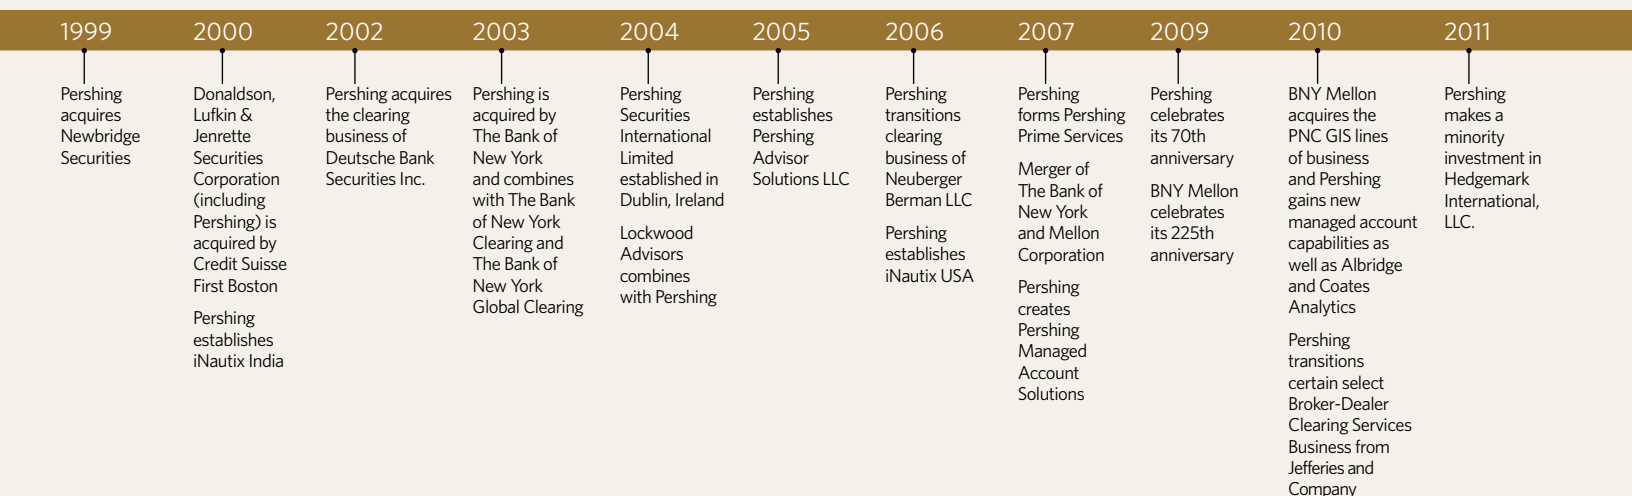 1999
Pershing
acquires
Newbridge
Securities
2000
Donaldson,
Lufkin &
Jenrette
Securities
Corporation
(including
Pershing) is
acquired by
Credit Suisse
First Boston
Pershing
establishes
iNautix India
2002
Pershing acquires
the clearing
business of
Deutsche Bank
Securities Inc.
2003
Pershing is
acquired by
The Bank of
New York
and combines
with The Bank
of New York
Clearing and
The Bank of
New York
Global Clearing
2004
Pershing
Securities
International
Limited
established in
Dublin, Ireland
Lockwood
Advisors
combines
with Pershing
2005
Pershing
establishes
Pershing
Advisor
Solutions LLC
2006
Pershing
transitions
clearing
business of
Neuberger
Berman LLC
Pershing
establishes
iNautix USA
2007
Pershing
forms Pershing
Prime Services
Merger of
The Bank of
New York
and Mellon
Corporation
Pershing
creates
Pershing
Managed
Account
Solutions
2009
Pershing
celebrates
its 70th
anniversary
BNY Mellon
celebrates
its 225th
anniversary
2010
BNY Mellon
acquires the
PNC GIS lines
of business
and Pershing
gains new
managed account
capabilities as
well as Albridge
and Coates
Analytics
Pershing
transitions
certain select
Broker-Dealer
Clearing Services
Business from
Jefferies and
Company
2011
Pershing
makes a
minority
investment in
Hedgemark
International,
LLC.